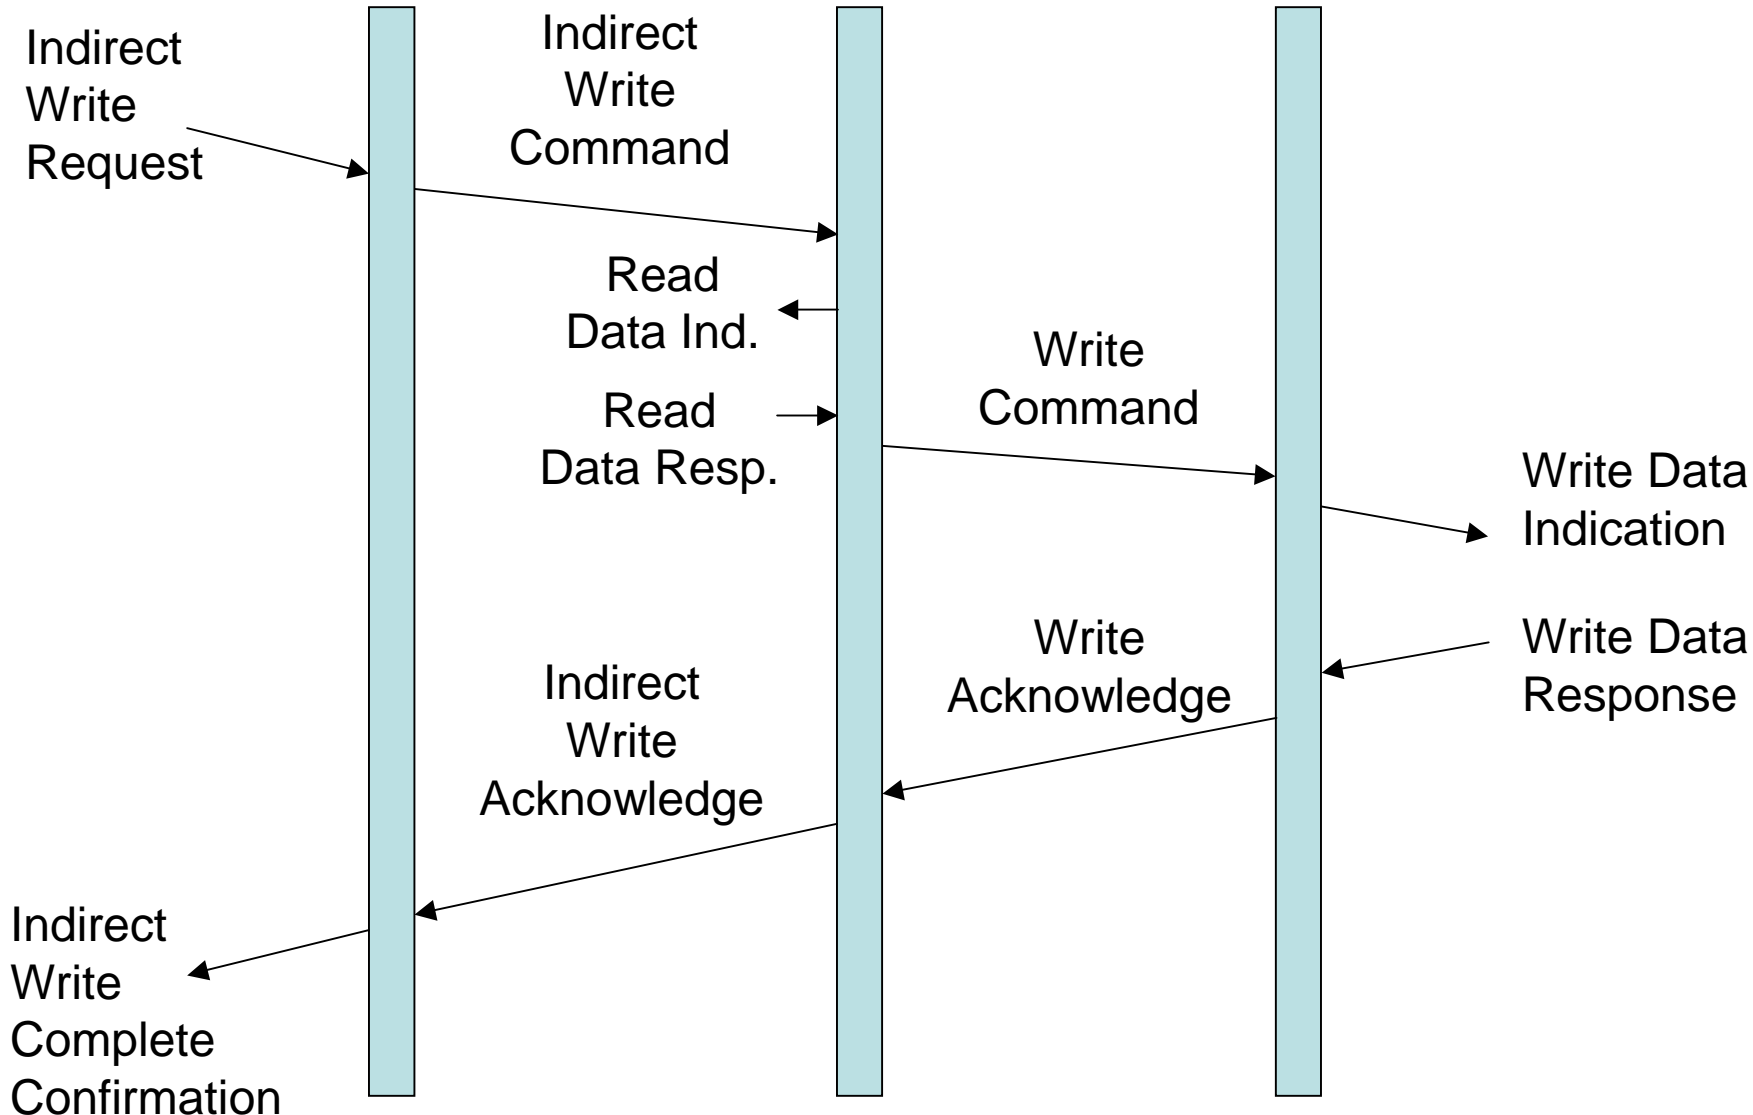 Indirect
Write
Request
Indirect
Write
Command
Read
Data Ind.
Read
Data Resp.
Write
Command
Write Data
Indication
Write Data
Response
Write
Acknowledge
Indirect
Write
Acknowledge
Indirect
Write
Complete
Confirmation